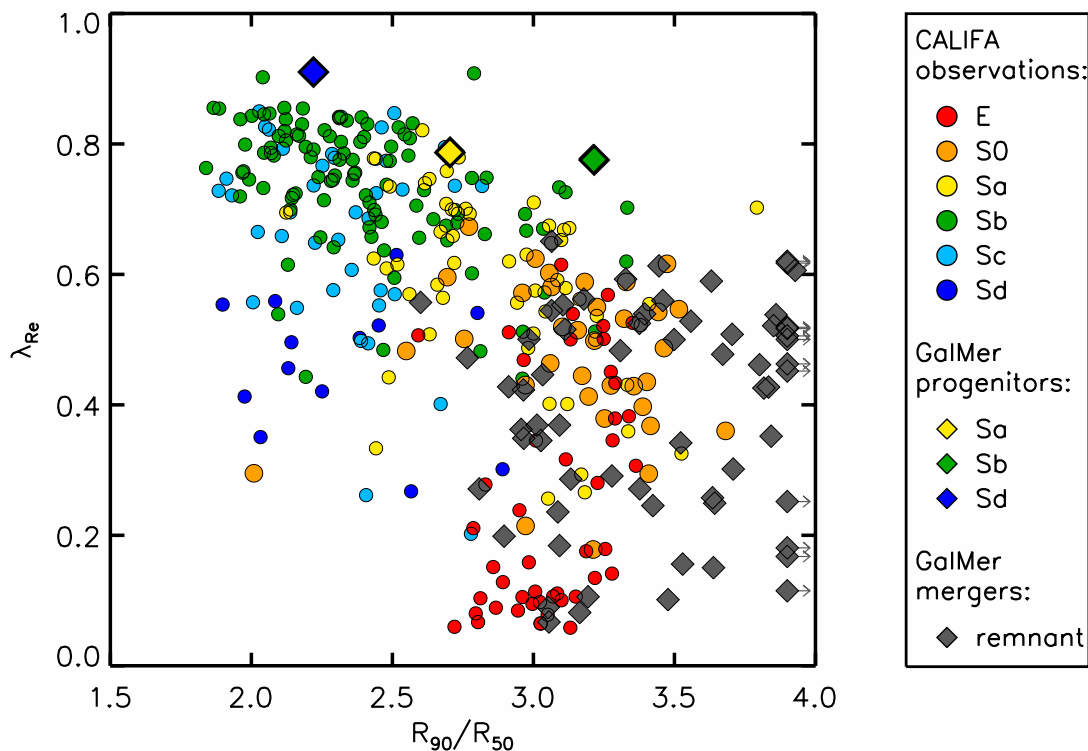 1.0
0.8
0.6
0.4
0.2
0.0
λRe
1.5 2.0 2.5 3.0 3.5 4.0
R90/R50
CALIFA
observations:
E
S0
Sa
Sb
Sc
Sd
GalMer
progenitors:
Sa
Sb
Sd
GalMer
mergers:
remnant